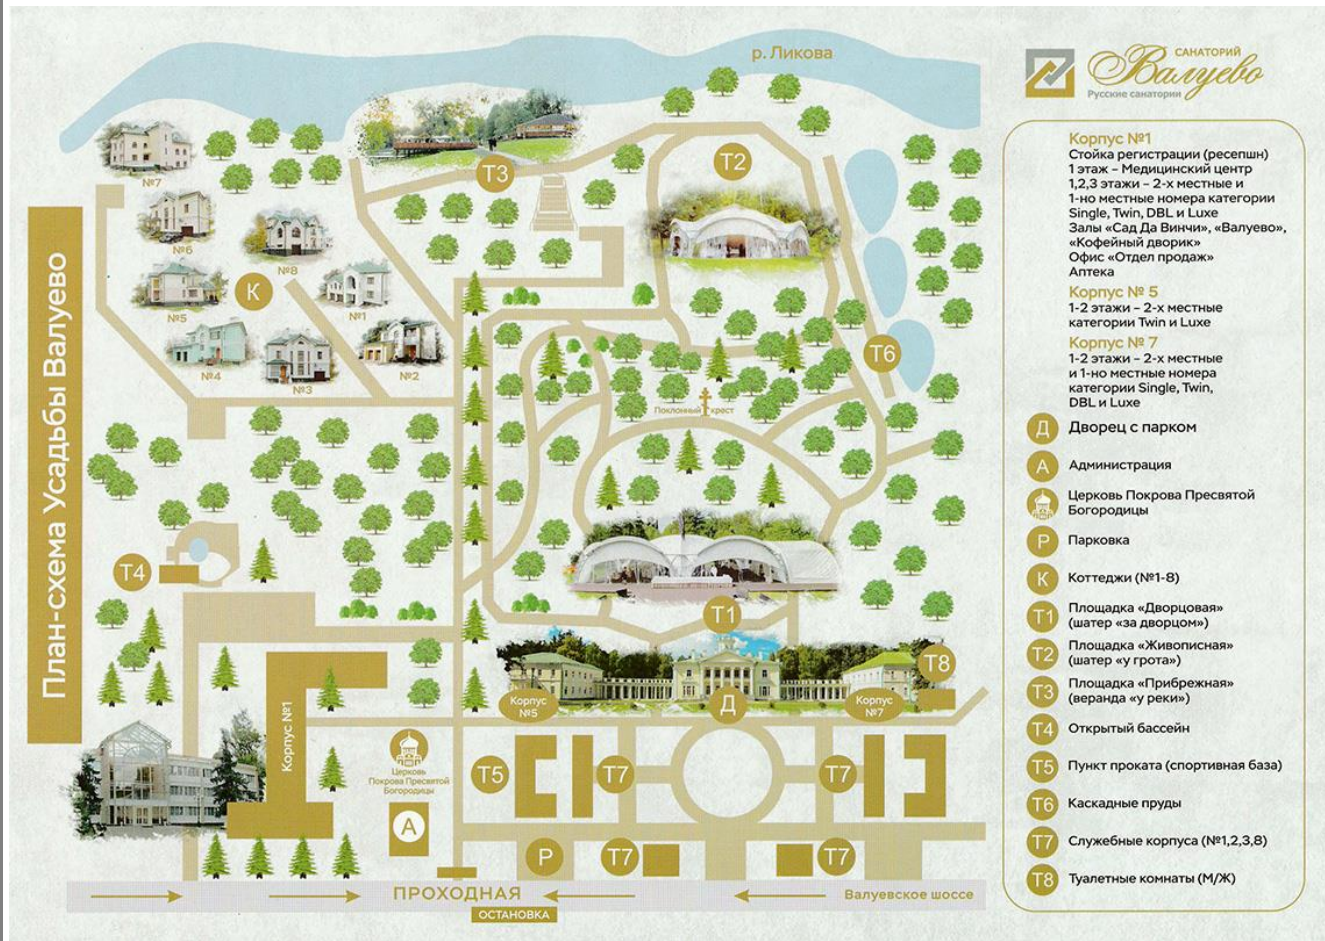 План-схема Усадьбы Валуево
р. Ликова
САНАТОРИЙ
Валуево
Русские санатории
№7
№6
№8
№5
К
№1
№4
№3
№2
Т3
Т2
Т6
Поклонный крест
Т4
Т1
Т8
Корпус
№5
Д
Корпус
№7
Корпус №1
Церковь
Покрова Пресвятой
Богородицы
А
Т5
Т7
Т7
Р
Т7
Т7
ПРОХОДНАЯ
ОСТАНОВКА
Валуевское шоссе
Корпус №1
Стойка регистрации (ресепшн)
1 этаж – Медицинский центр
1,2,3 этажи – 2-х местные и
1-но местные номера категории
Single, Twin, DBL и Luxe
Залы «Сад Да Винчи», «Валуево»,
«Кофейный дворик»
Офис «Отдел продаж»
Аптека
Корпус № 5
1-2 этажи – 2-х местные
категории Twin и Luxe
Корпус № 7
1-2 этажи – 2-х местные
и 1-но местные номера
категории Single, Twin,
DBL и Luxe
Д Дворец с парком
А Администрация
Церковь Покрова Пресвятой
Богородицы
Р Парковка
К Коттеджи (№1-8)
Т1 Площадка «Дворцовая»
(шатер «за дворцом»)
Т2 Площадка «Живописная»
(шатер «у грота»)
Т3 Площадка «Прибрежная»
(веранда «у реки»)
Т4 Открытый бассейн
Т5 Пункт проката (спортивная база)
Т6 Каскадные пруды
Т7 Служебные корпуса (№1,2,3,8)
Т8 Туалетные комнаты (М/Ж)